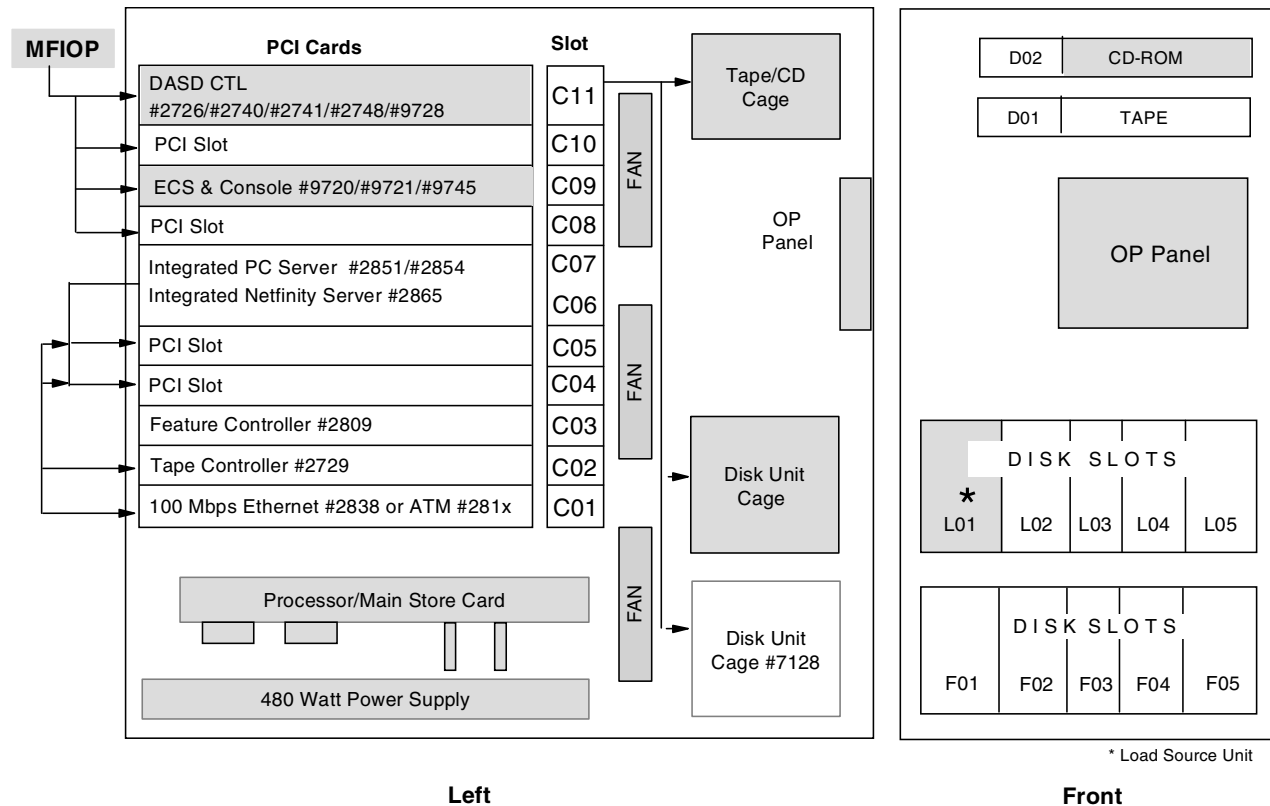 MFIOP
PCI Cards
Slot
DASD CTL
#2726/#2740/#2741/#2748/#9728
C11
PCI Slot
C10
ECS & Console #9720/#9721/#9745
C09
PCI Slot
C08
Integrated PC Server #2851/#2854
C07
Integrated Netfinity Server #2865
C06
PCI Slot
C05
PCI Slot
C04
Feature Controller #2809
C03
Tape Controller #2729
C02
100 Mbps Ethernet #2838 or ATM #281x
C01
FAN
FAN
FAN
Tape/CD
Cage
OP
Panel
Disk Unit
Cage
Disk Unit
Cage #7128
Processor/Main Store Card
480 Watt Power Supply
Left
D02
CD-ROM
D01
TAPE
OP Panel
DISK SLOTS
*
L01
L02
L03
L04
L05
DISK SLOTS
F01
F02
F03
F04
F05
* Load Source Unit
Front